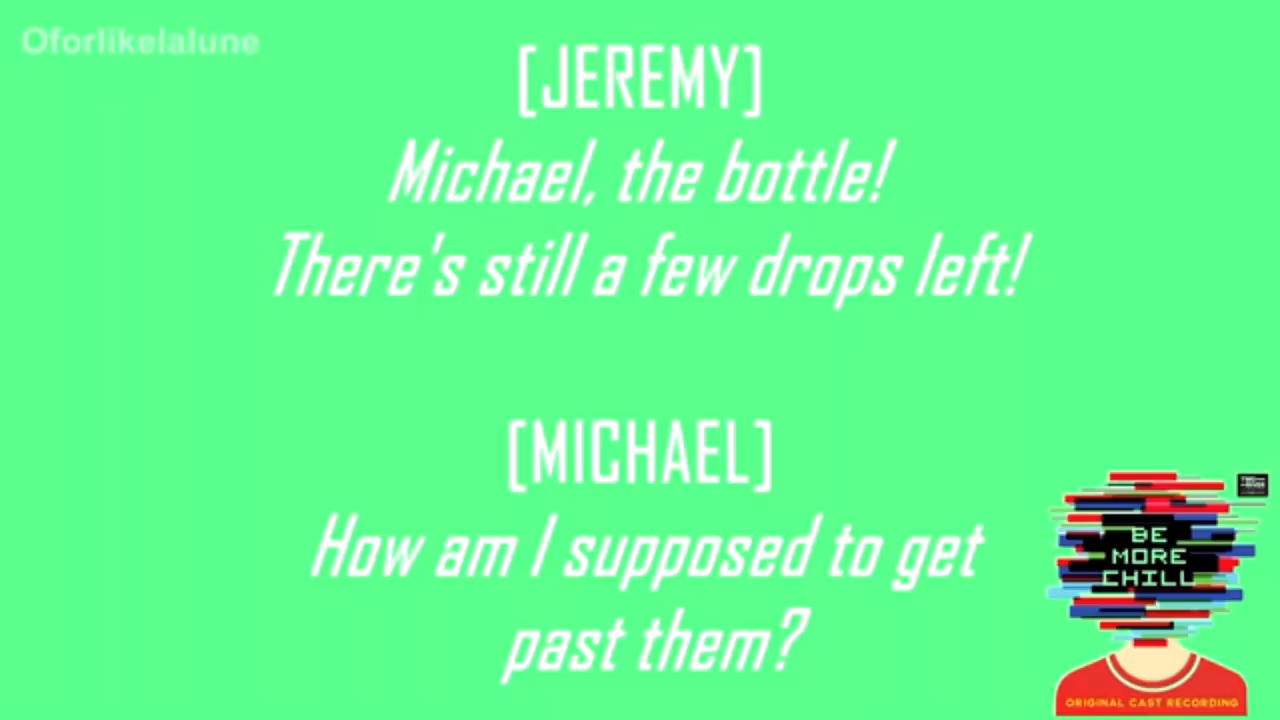 Oforlikelalune
[JEREMY]
Michael, the bottle!
There's still a few drops left!
[MICHAEL]
How am I supposed to get
past them?
BE
MORE
CHILL
ORIGINAL CAST RECORDING